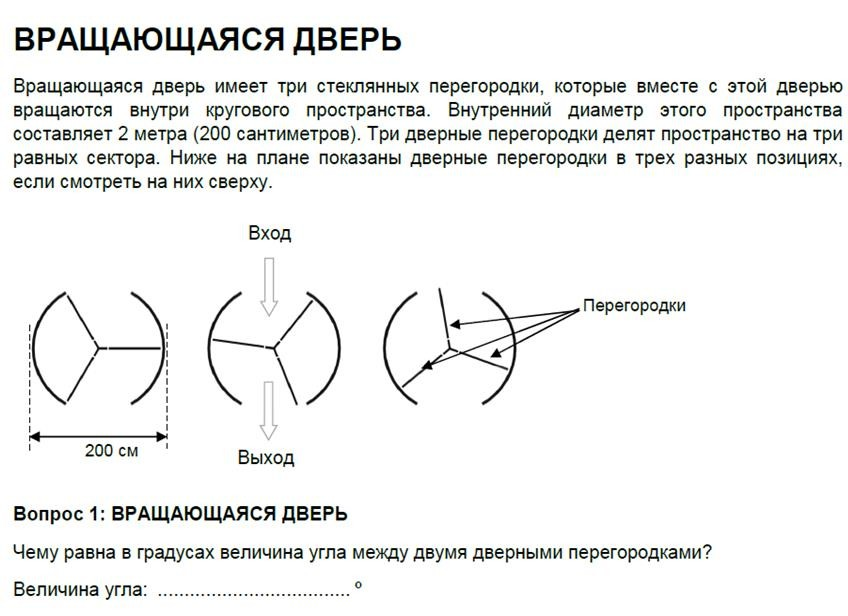 ВРАЩАЮЩАЯСЯ ДВЕРЬ
Вращающаяся дверь имеет три стеклянных перегородки, которые вместе с этой дверью
вращаются внутри кругового пространства. Внутренний диаметр этого пространства
составляет 2 метра (200 сантиметров). Три дверные перегородки делят пространство на три
равных сектора. Ниже на плане показаны дверные перегородки в трех разных позициях,
если смотреть на них сверху.
Вход
Перегородки
200 см
Выход
Вопрос 1: ВРАЩАЮЩАЯСЯ ДВЕРЬ
Чему равна в градусах величина угла между двумя дверными перегородками?
Величина угла: .................................... º